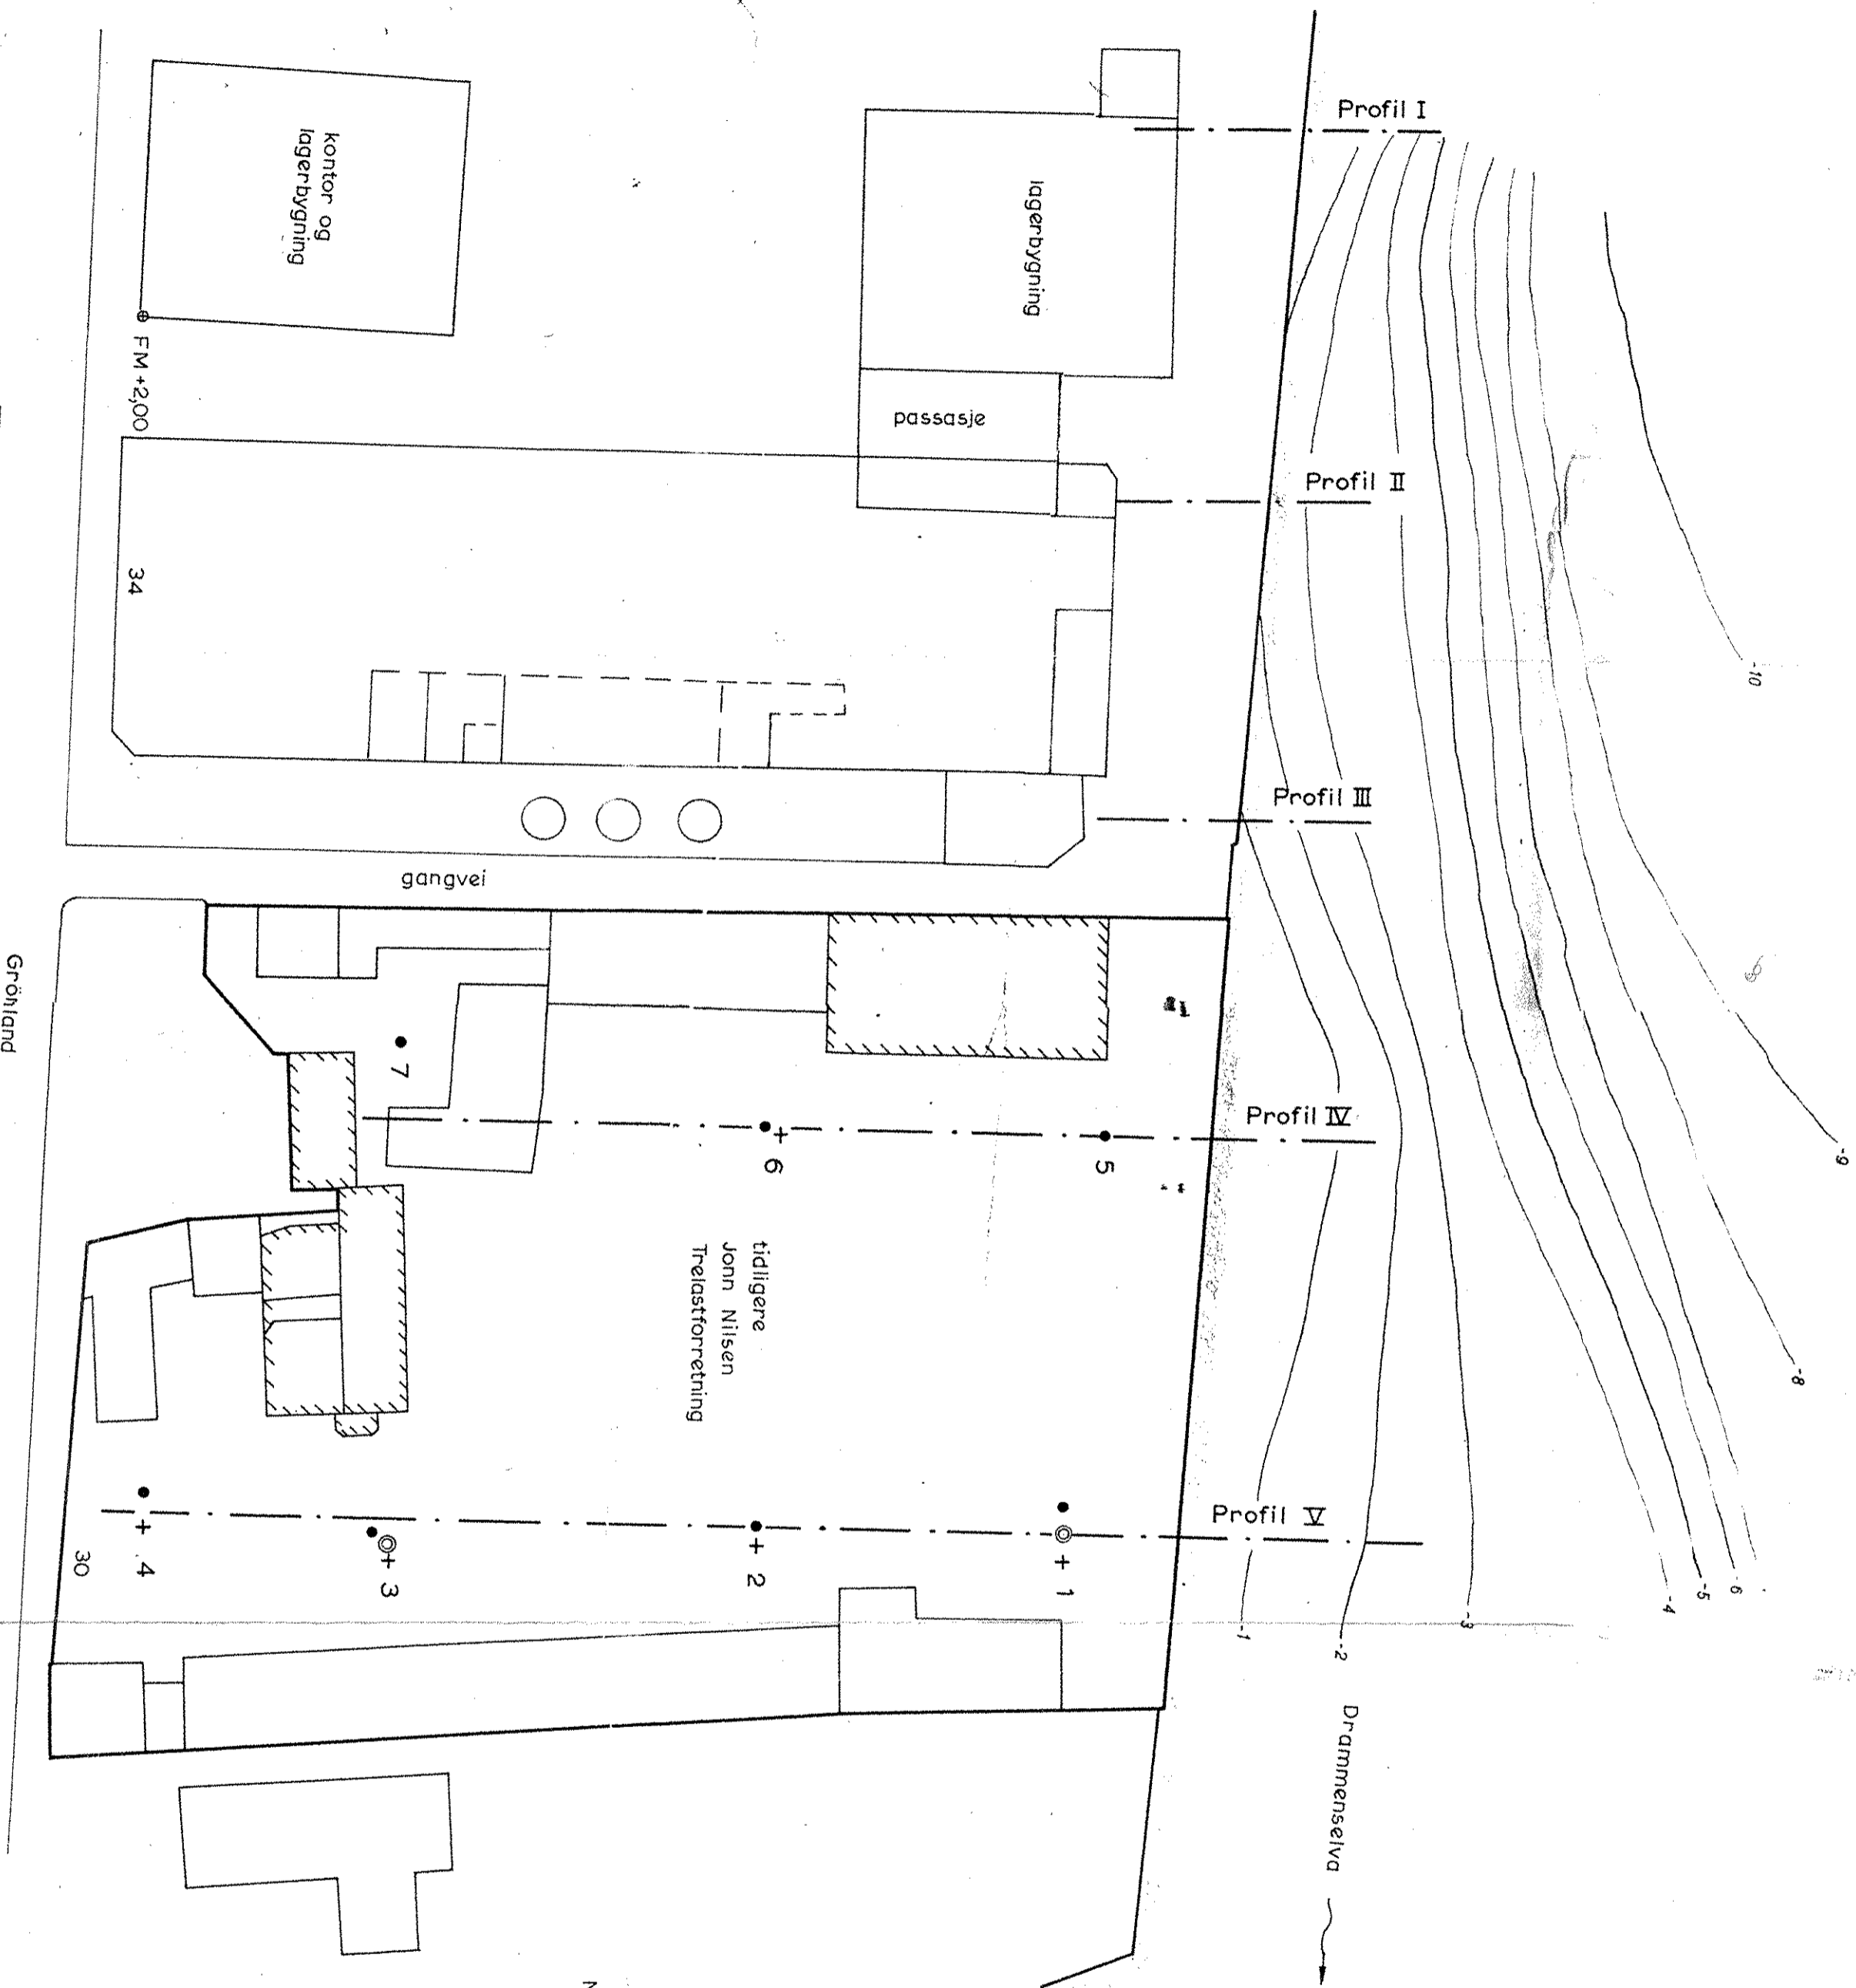 Profil I
kontor og
lagerbygning
lagerbygning
FM +2,00
passasje
Profil II
34
-10
Profil III
gangvei
Grönland
7
Profil IV
6
5
-9
tidligere
Jonn Nilsen
Trelastforretning
-8
Profil V
4
3
2
1
30
-1
-2
-3
-4
-5
-6
Drammenselva